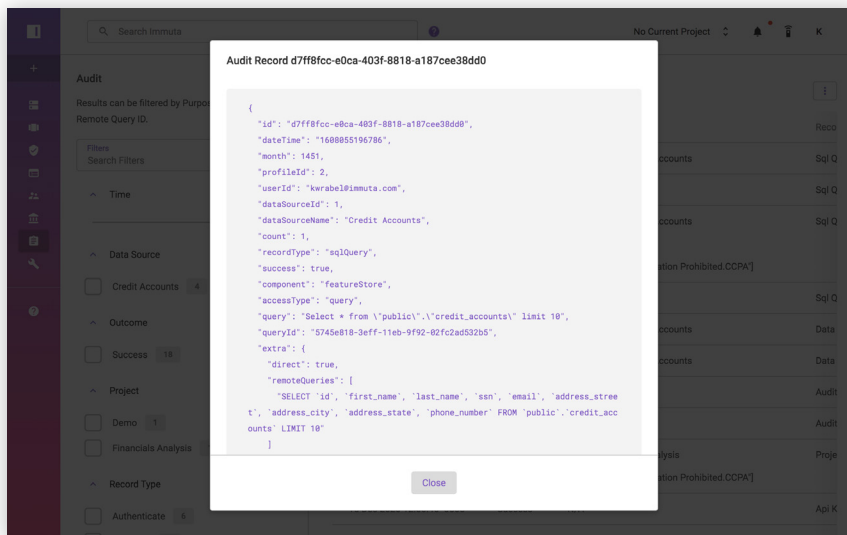 Search Immuta
No Current Project
K
Audit Record d7ff8fcc-e0ca-403f-8818-a187cee38dd0
{
"id": "d7ff8fcc-e0ca-403f-8818-a187cee38dd0",
"dateTime": "1608055196786",
"month": 1451,
"profileId": 2,
"userId": "kwrabel@immuta.com",
"dataSourceId": 1,
"dataSourceName": "Credit Accounts",
"count": 1,
"recordType": "sqlQuery",
"success": true,
"component": "featureStore",
"accessType": "query",
"query": "Select * from \"public\".\"credit_accounts\" limit 10",
"queryId": "5745e818-3eff-11eb-9f92-02fc2ad532b5",
"extra": {
"direct": true,
"remoteQueries": [
"SELECT `id`, `first_name`, `last_name`, `ssn`, `email`, `address_stree
t`, `address_city`, `address_state`, `phone_number` FROM `public`.`credit_acc
ounts` LIMIT 10"
]
Close
Audit
Results can be filtered by Purpos
Remote Query ID.
Filters
Search Filters
Time
Data Source
Credit Accounts 4
Outcome
Success 18
Project
Demo 1
Financials Analysis
Record Type
Authenticate 6
Reco
ccounts Sql Q
Sql Q
ccounts Sql Q
ation Prohibited.CCPA"]
Sql Q
ccounts Data
ccounts Data
Audit
Audit
lysis Proje
ation Prohibited.CCPA"]
Api K